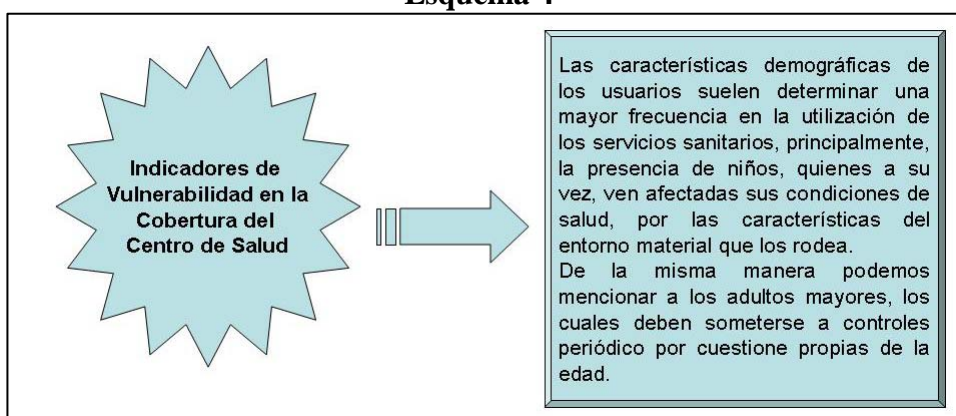 Esquema 4
Indicadores de
Vulnerabilidad en la
Cobertura del
Centro de Salud
Las características demográficas de
los usuarios suelen determinar una
mayor frecuencia en la utilización de
los servicios sanitarios, principalmente,
la presencia de niños, quienes a su
vez, ven afectadas sus condiciones de
salud, por las características del
entorno material que los rodea.
De la misma manera podemos
mencionar a los adultos mayores, los
cuales deben someterse a controles
periódico por cuestione propias de la
edad.